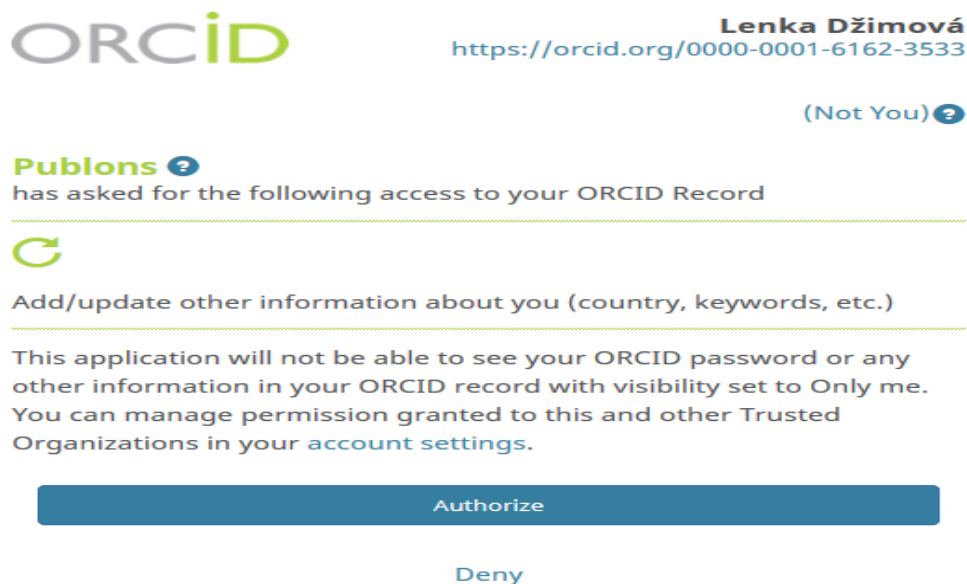 ORCiD
Lenka Džimová
https://orcid.org/0000-0001-6162-3533
(Not You) ?
Publons ?
has asked for the following access to your ORCID Record
Add/update other information about you (country, keywords, etc.)
This application will not be able to see your ORCID password or any
other information in your ORCID record with visibility set to Only me.
You can manage permission granted to this and other Trusted
Organizations in your account settings.
Authorize
Deny